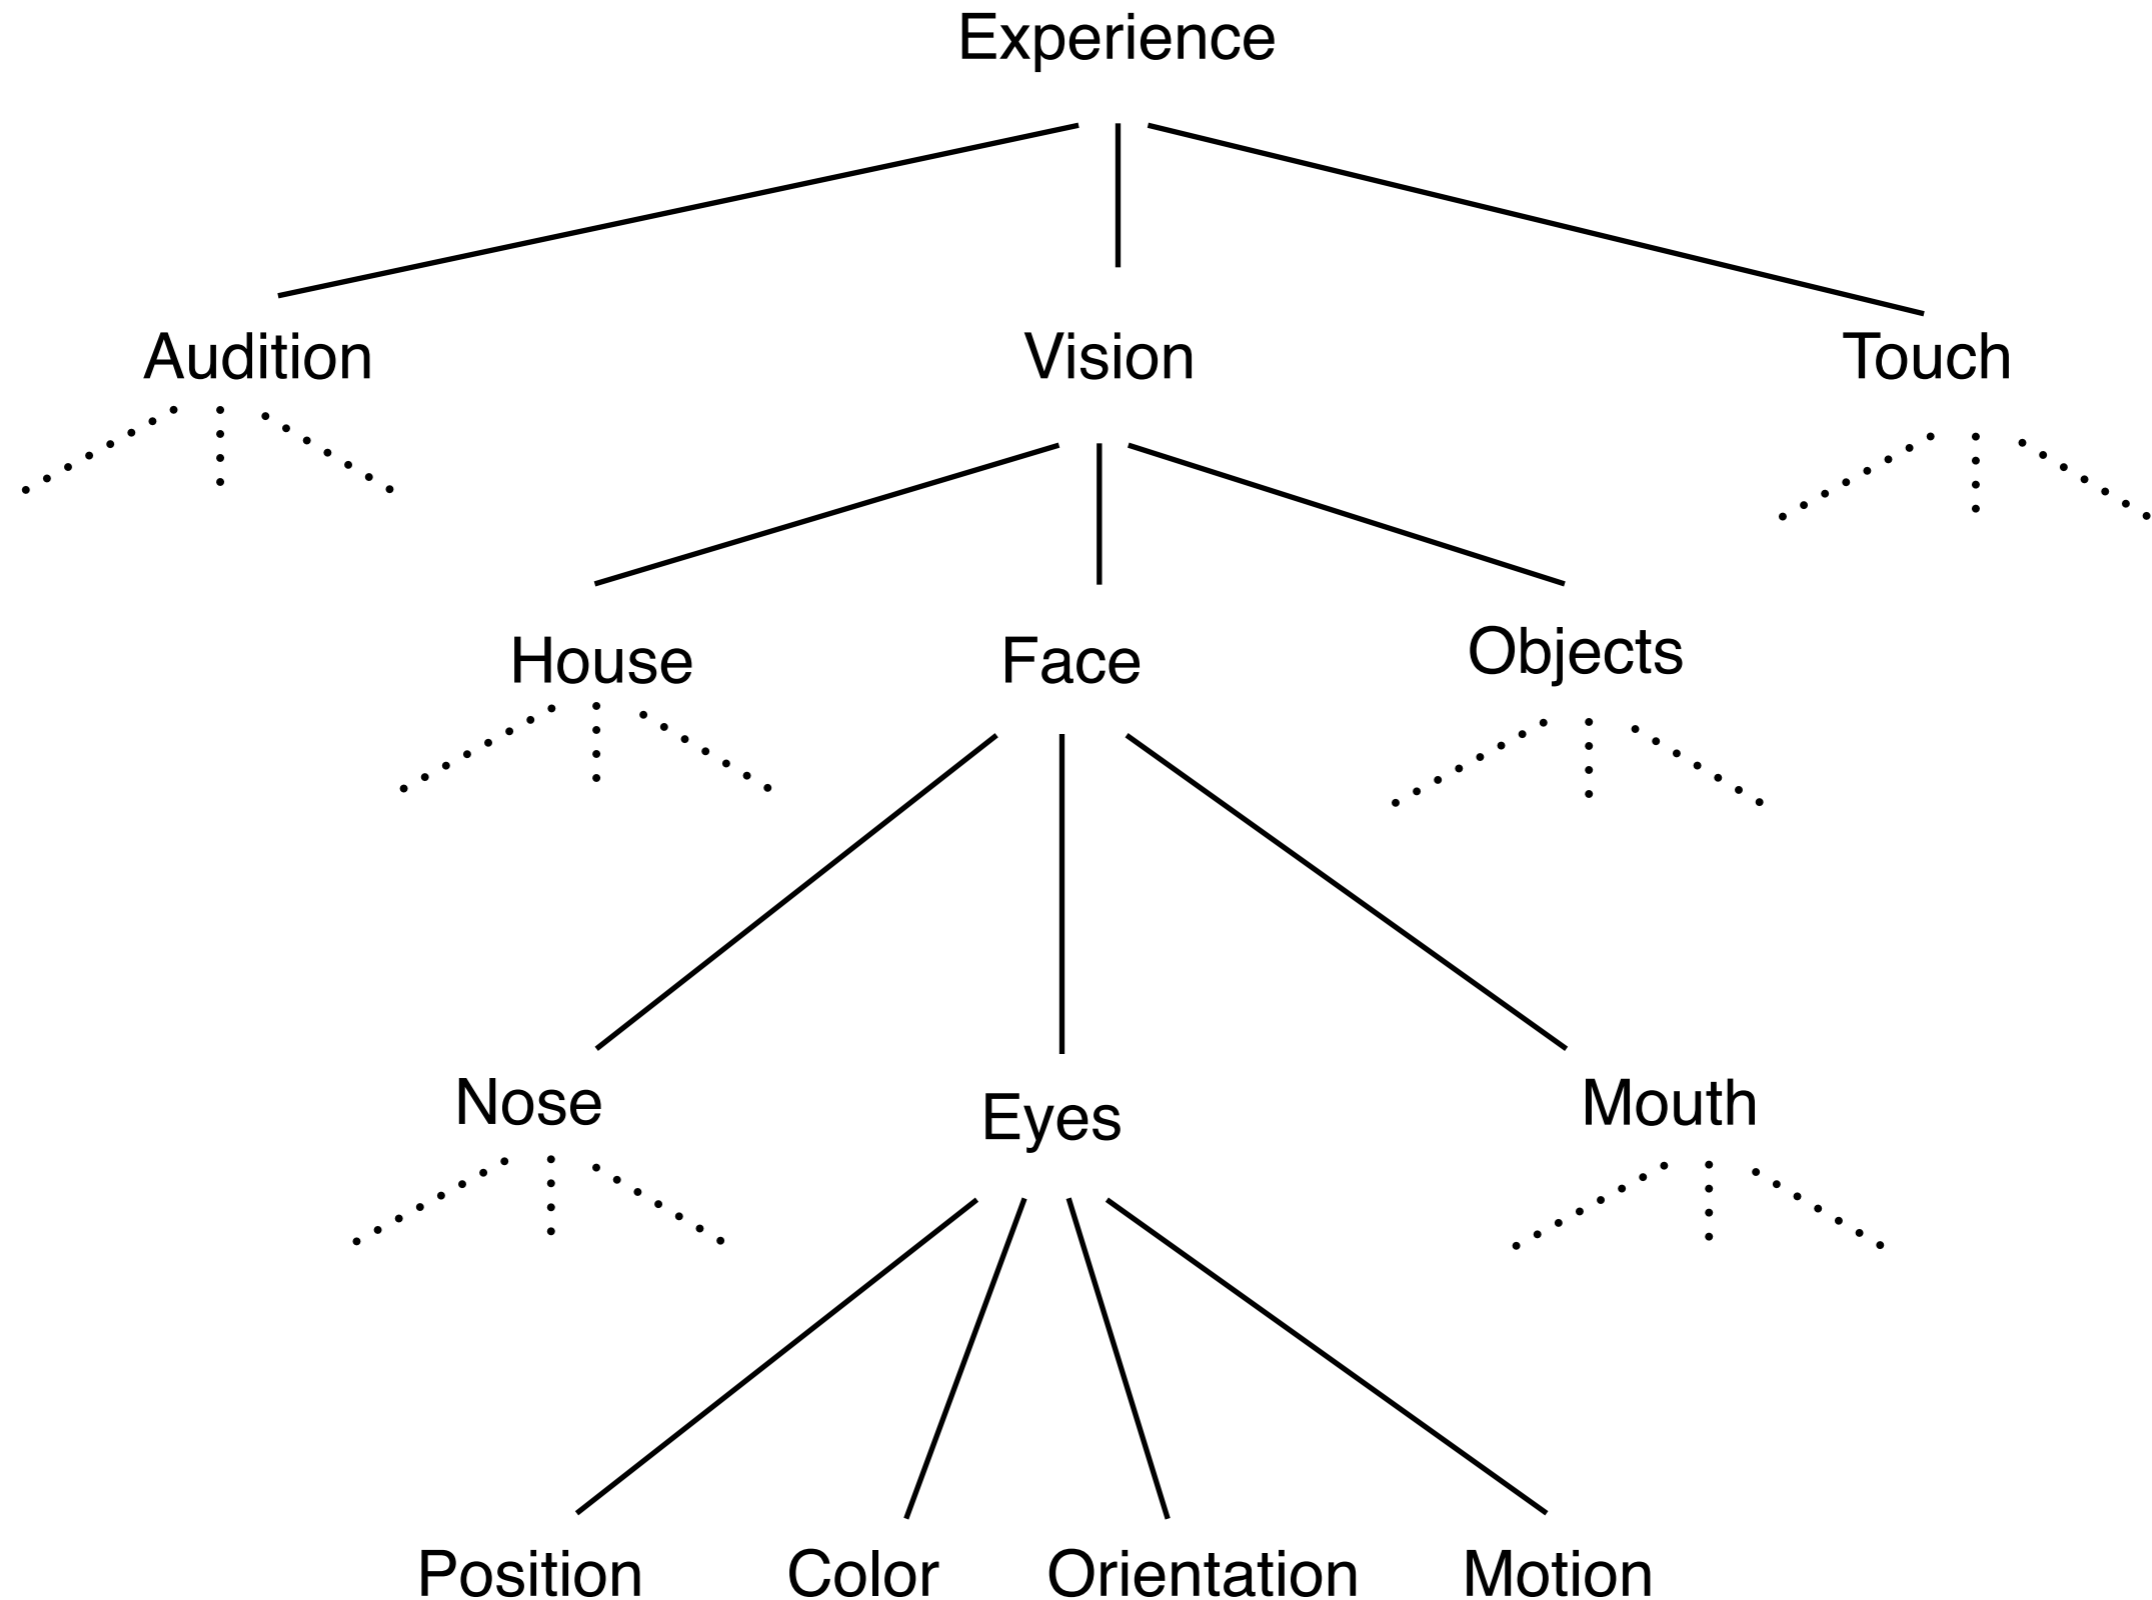 Experience
Audition Vision Touch
House Face Objects
Nose Eyes Mouth
Position Color Orientation Motion